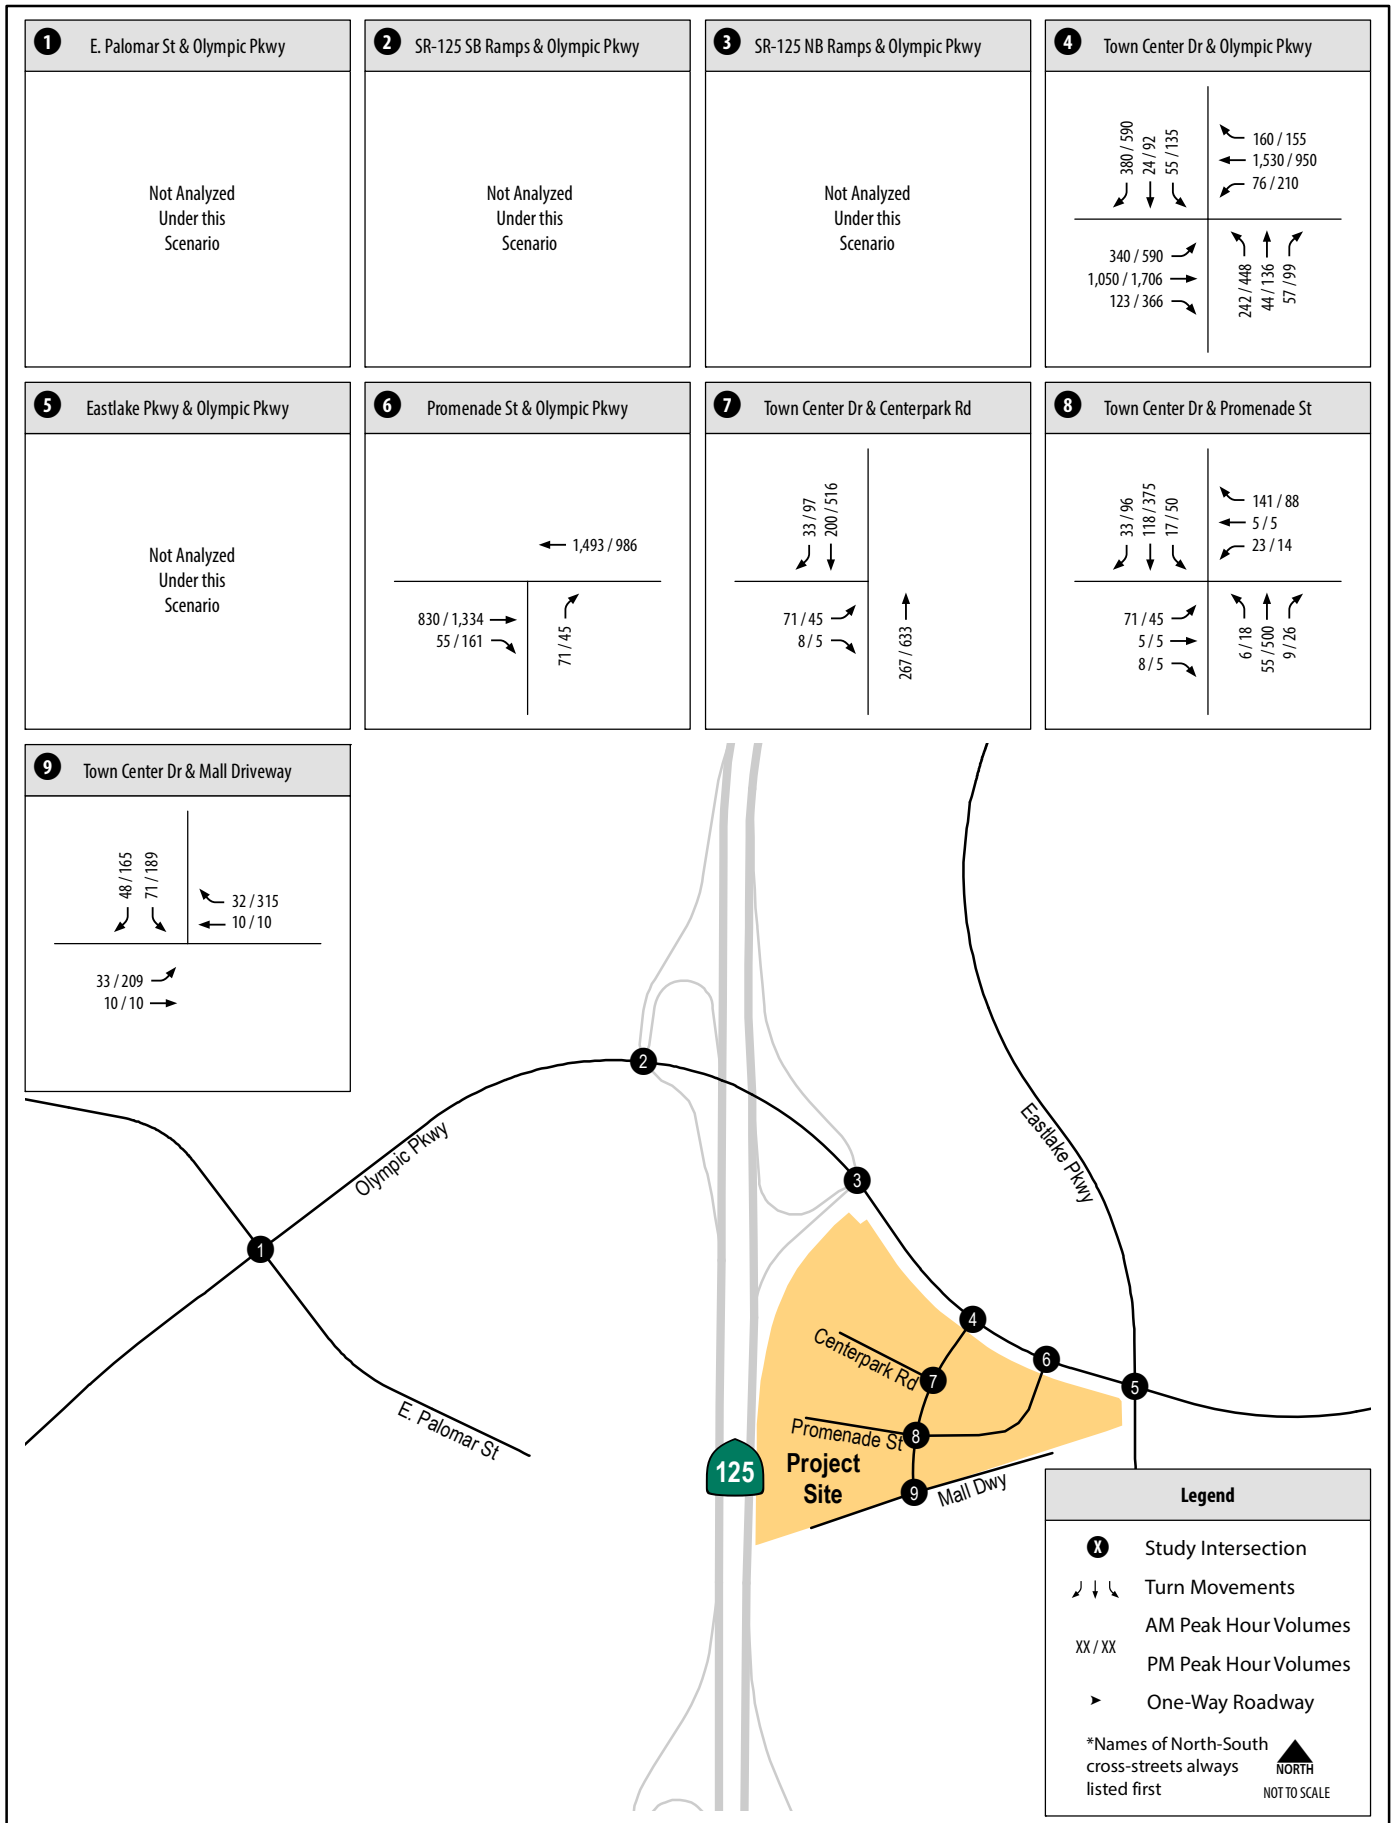 1 E. Palomar St & Olympic Pkwy
Not Analyzed
Under this
Scenario
2 SR-125 SB Ramps & Olympic Pkwy
Not Analyzed
Under this
Scenario
3 SR-125 NB Ramps & Olympic Pkwy
Not Analyzed
Under this
Scenario
4 Town Center Dr & Olympic Pkwy
380 / 590
24 / 92
55 / 135
160 / 155
1,530 / 950
76 / 210
340 / 590
1,050 / 1,706
123 / 366
242 / 448
44 / 136
57 / 99
5 Eastlake Pkwy & Olympic Pkwy
Not Analyzed
Under this
Scenario
6 Promenade St & Olympic Pkwy
1,493 / 986
830 / 1,334
55 / 161
71 / 45
7 Town Center Dr & Centerpark Rd
33 / 97
200 / 516
71 / 45
8 / 5
267 / 633
8 Town Center Dr & Promenade St
33 / 96
118 / 375
17 / 50
141 / 88
5 / 5
23 / 14
71 / 45
5 / 5
8 / 5
6 / 18
55 / 500
9 / 26
9 Town Center Dr & Mall Driveway
48 / 165
71 / 189
32 / 315
10 / 10
33 / 209
10 / 10
2
Olympic Pkwy
Eastlake Pkwy
3
1
4
Centerpark Rd
6
7
5
E. Palomar St
Promenade St
8
125
Project
Site
9
Mall Dwy
Legend
X Study Intersection
Turn Movements
XX / XX
AM Peak Hour Volumes
PM Peak Hour Volumes
One-Way Roadway
*Names of North-South
cross-streets always
listed first
NORTH
NOT TO SCALE